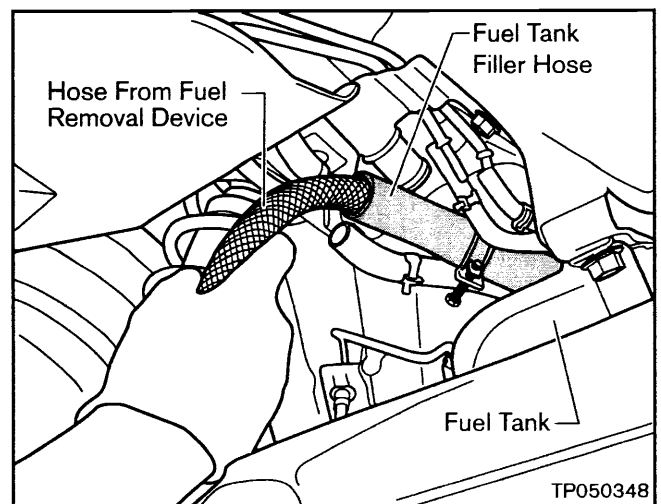 Fuel Tank
Filler Hose
Hose From Fuel
Removal Device
Fuel Tank
TP050348